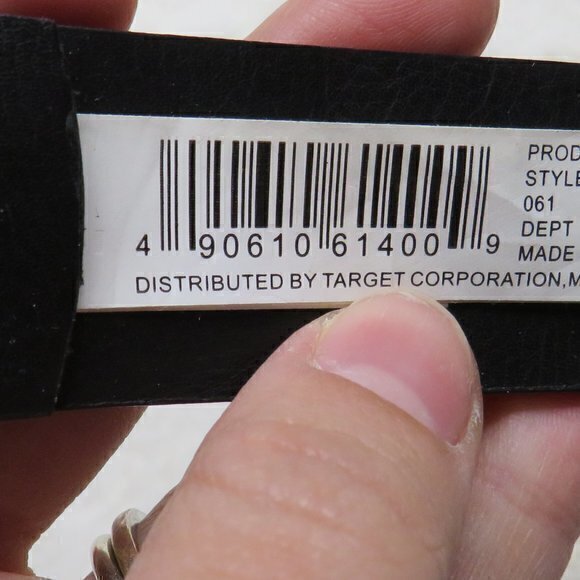 PROD
STYLE
061
DEPT
MADE
4 90610 61400 9
DISTRIBUTED BY TARGET CORPORATION, M